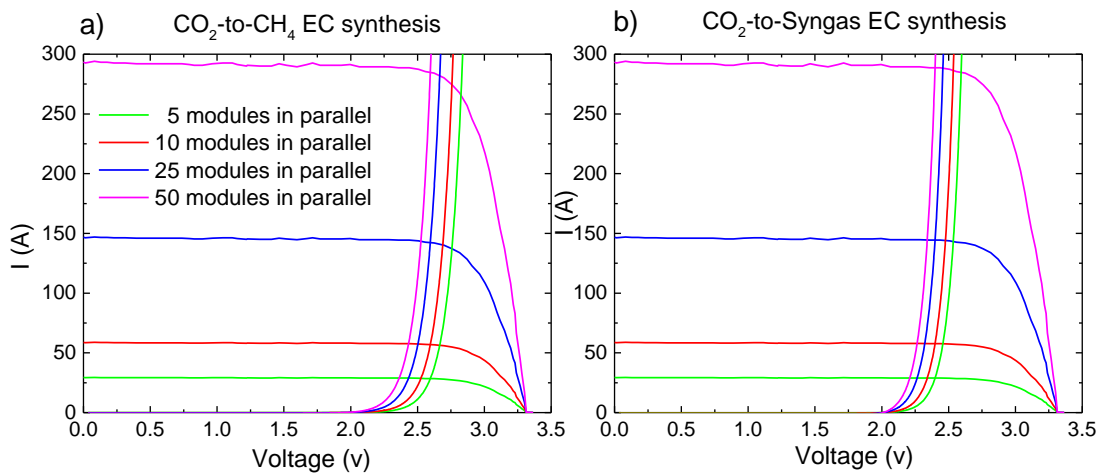 a) CO₂-to-CH₄ EC synthesis
300
250
200
150
100
50
0
I (A)
5 modules in parallel
10 modules in parallel
25 modules in parallel
50 modules in parallel
0.0 0.5 1.0 1.5 2.0 2.5 3.0 3.5
Voltage (v)
b) CO₂-to-Syngas EC synthesis
300
250
200
150
100
50
0
I (A)
0.0 0.5 1.0 1.5 2.0 2.5 3.0 3.5
Voltage (v)